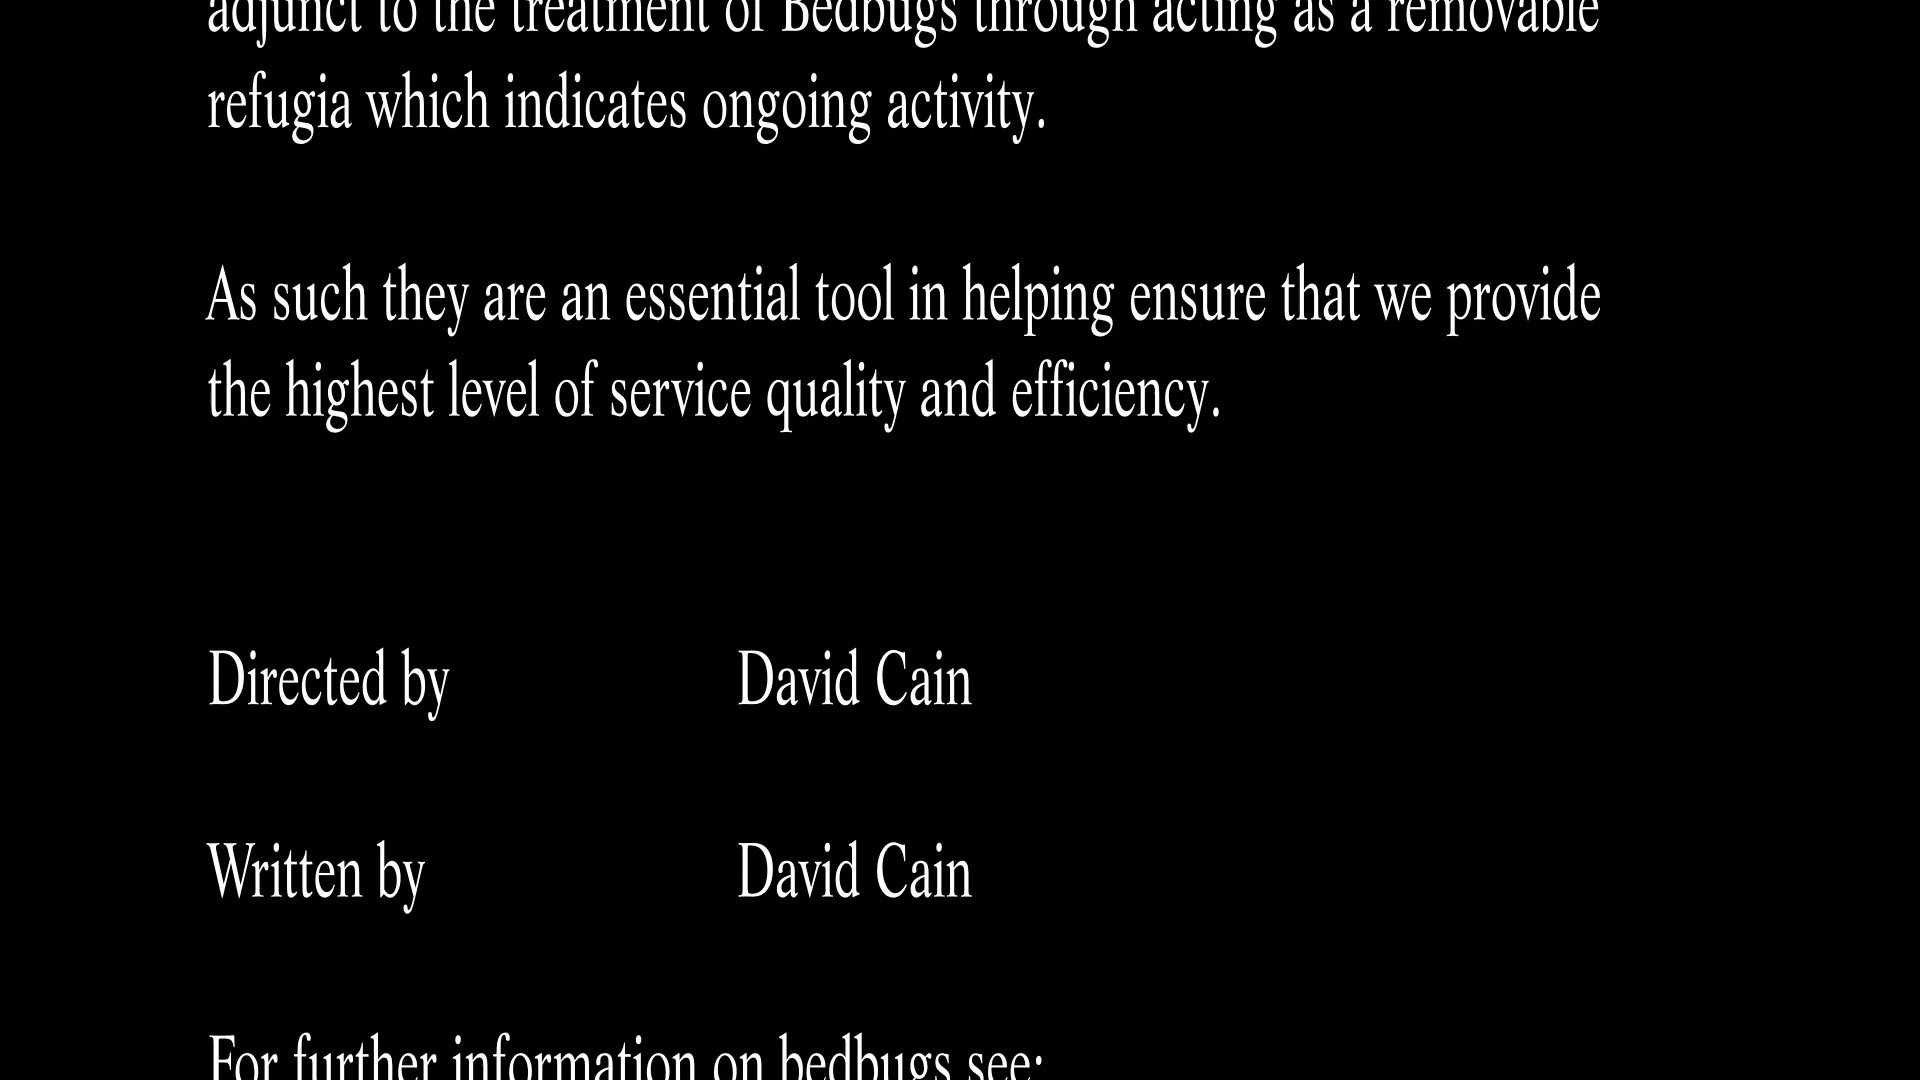 adjunct to the treatment of Bedbugs through acting as a removable
refugia which indicates ongoing activity.
As such they are an essential tool in helping ensure that we provide
the highest level of service quality and efficiency.
Directed by David Cain
Written by David Cain
For further information on bedbugs see: